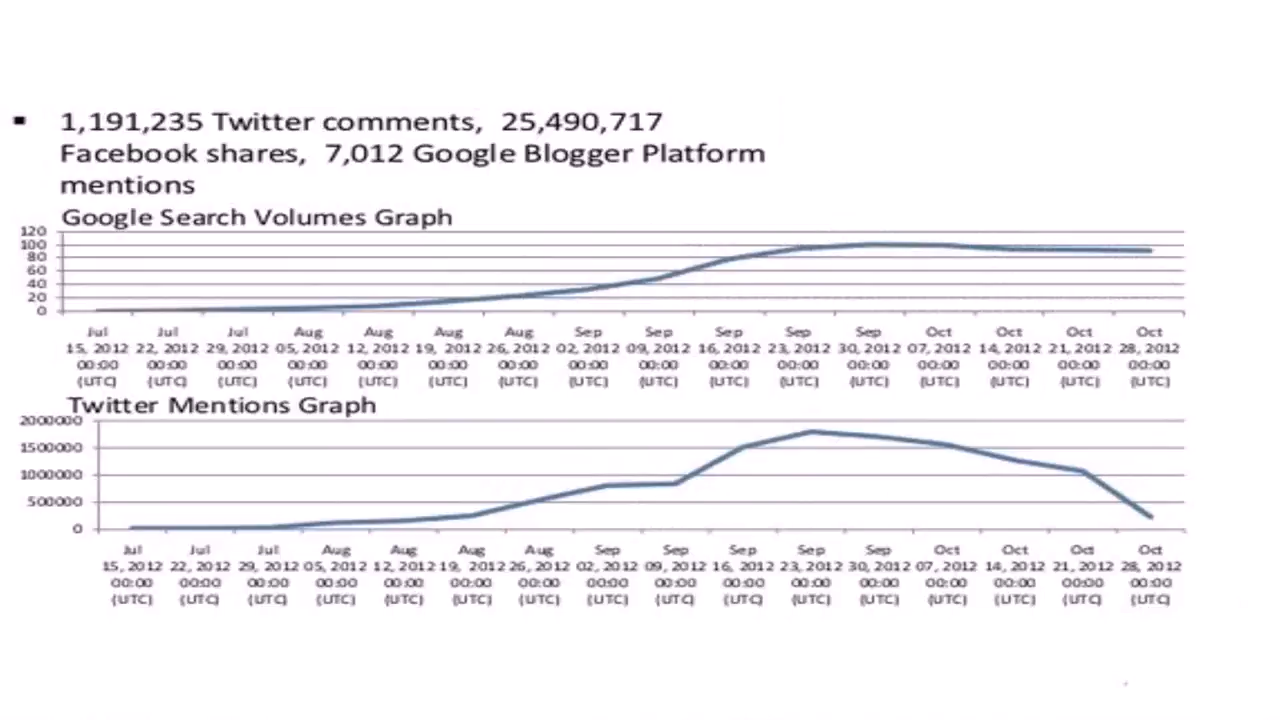 ▪ 1,191,235 Twitter comments, 25,490,717
Facebook shares, 7,012 Google Blogger Platform
mentions
Google Search Volumes Graph
120
100
80
60
40
20
0
Jul Jul Jul Aug Aug Aug Aug Sep Sep Sep Sep Sep Oct Oct Oct Oct
15, 2012 22, 2012 29, 2012 05, 2012 12, 2012 19, 2012 26, 2012 02, 2012 09, 2012 16, 2012 23, 2012 30, 2012 07, 2012 14, 2012 21, 2012 28, 2012
00:00 00:00 00:00 00:00 00:00 00:00 00:00 00:00 00:00 00:00 00:00 00:00 00:00 00:00 00:00 00:00
(UTC) (UTC) (UTC) (UTC) (UTC) (UTC) (UTC) (UTC) (UTC) (UTC) (UTC) (UTC) (UTC) (UTC) (UTC) (UTC)
Twitter Mentions Graph
2000000
1500000
1000000
500000
0
Jul Jul Jul Aug Aug Aug Aug Sep Sep Sep Sep Sep Oct Oct Oct Oct
15, 2012 22, 2012 29, 2012 05, 2012 12, 2012 19, 2012 26, 2012 02, 2012 09, 2012 16, 2012 23, 2012 30, 2012 07, 2012 14, 2012 21, 2012 28, 2012
00:00 00:00 00:00 00:00 00:00 00:00 00:00 00:00 00:00 00:00 00:00 00:00 00:00 00:00 00:00 00:00
(UTC) (UTC) (UTC) (UTC) (UTC) (UTC) (UTC) (UTC) (UTC) (UTC) (UTC) (UTC) (UTC) (UTC) (UTC) (UTC)